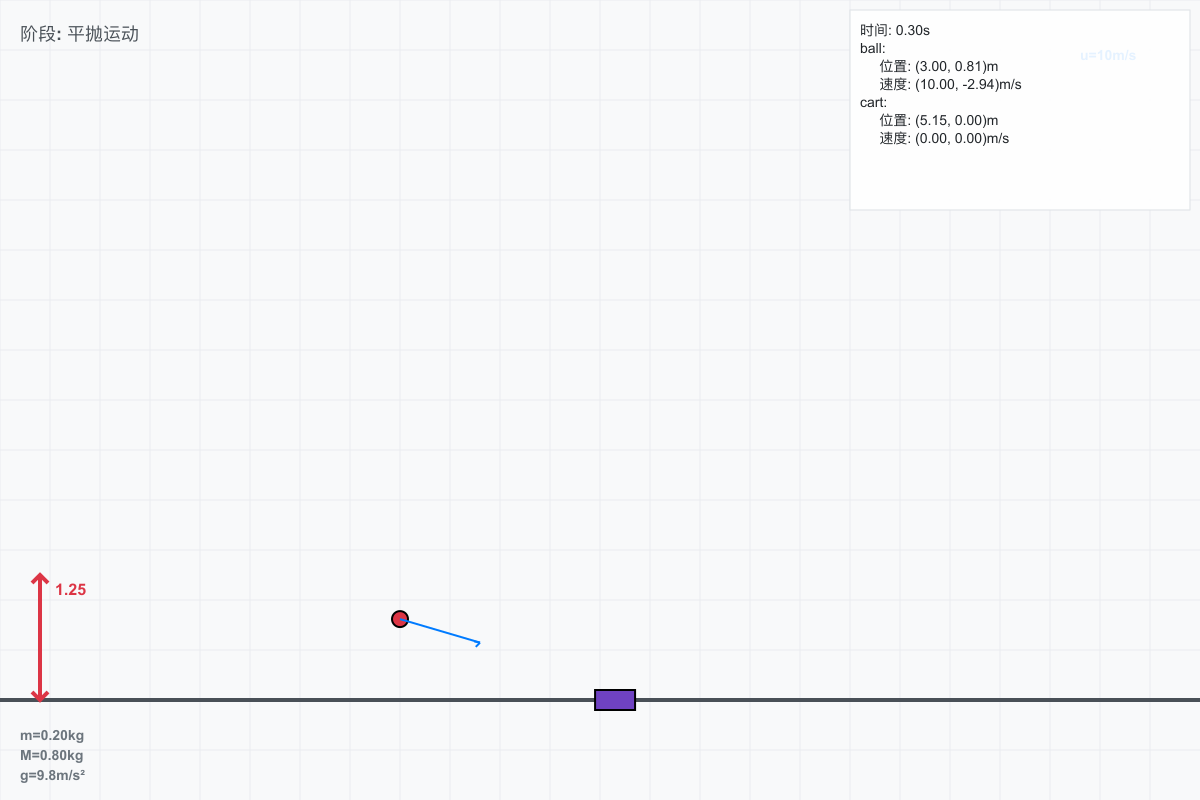 阶段: 平抛运动
时间: 0.30s
ball:
位置: (3.00, 0.81)m
速度: (10.00, -2.94)m/s
cart:
位置: (5.15, 0.00)m
速度: (0.00, 0.00)m/s
u=10m/s
1.25
m=0.20kg
M=0.80kg
g=9.8m/s²